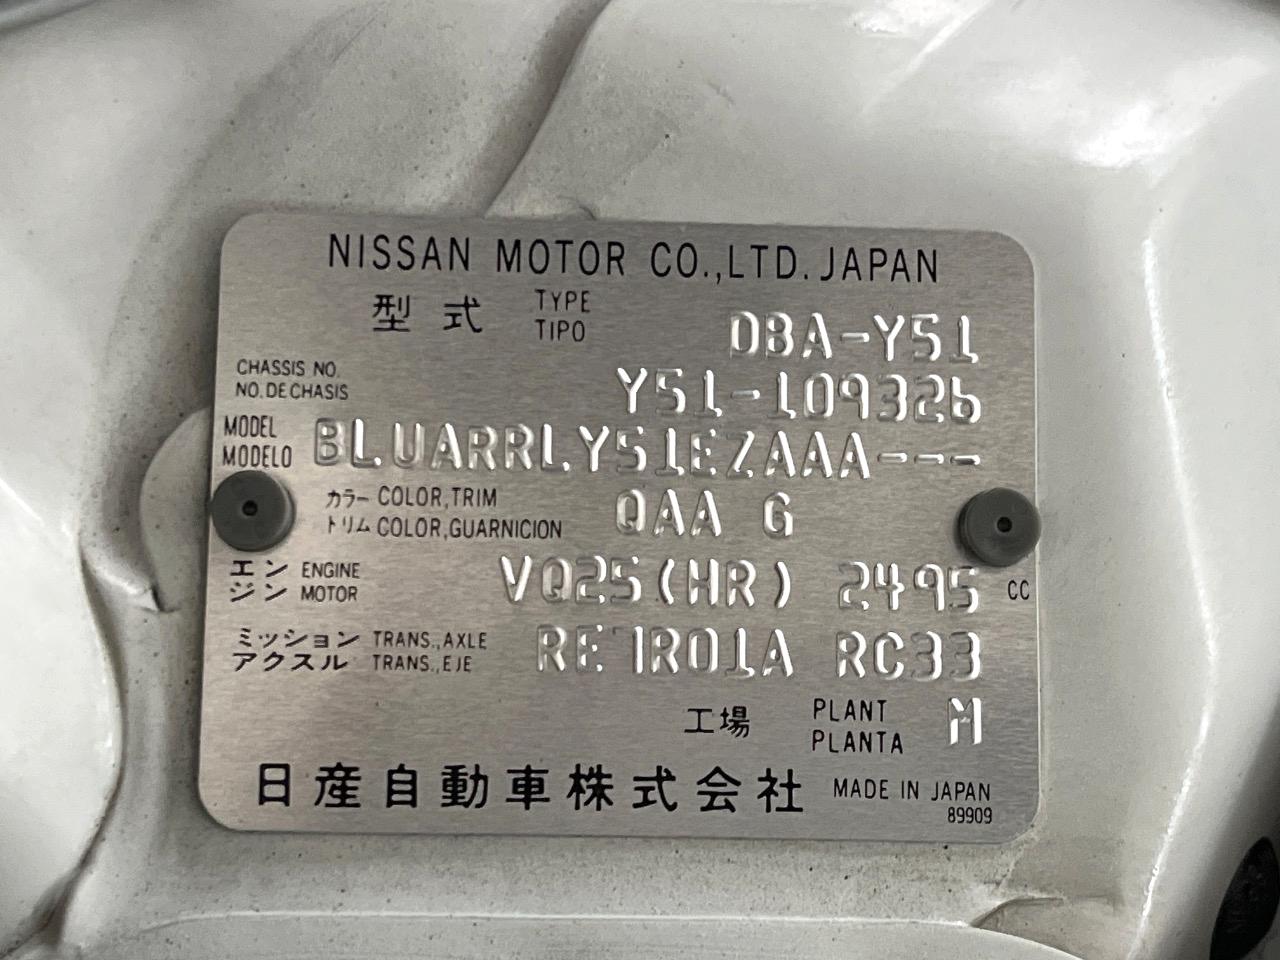 NISSAN MOTOR CO.,LTD. JAPAN
型式 TYPE TIPO DBA-Y51
CHASSIS NO. NO. DE CHASIS Y51-109326
MODEL MODELO BLUARRLY51EZAAA---
カラー COLOR,TRIM トリム COLOR,GUARNICION QAA G
エンジン ENGINE MOTOR VQ25(HR) 2495 CC
ミッション TRANS.,AXLE アクスル TRANS.,EJE RE7R01A RC33
工場 PLANT PLANTA M
日産自動車株式会社 MADE IN JAPAN
89909